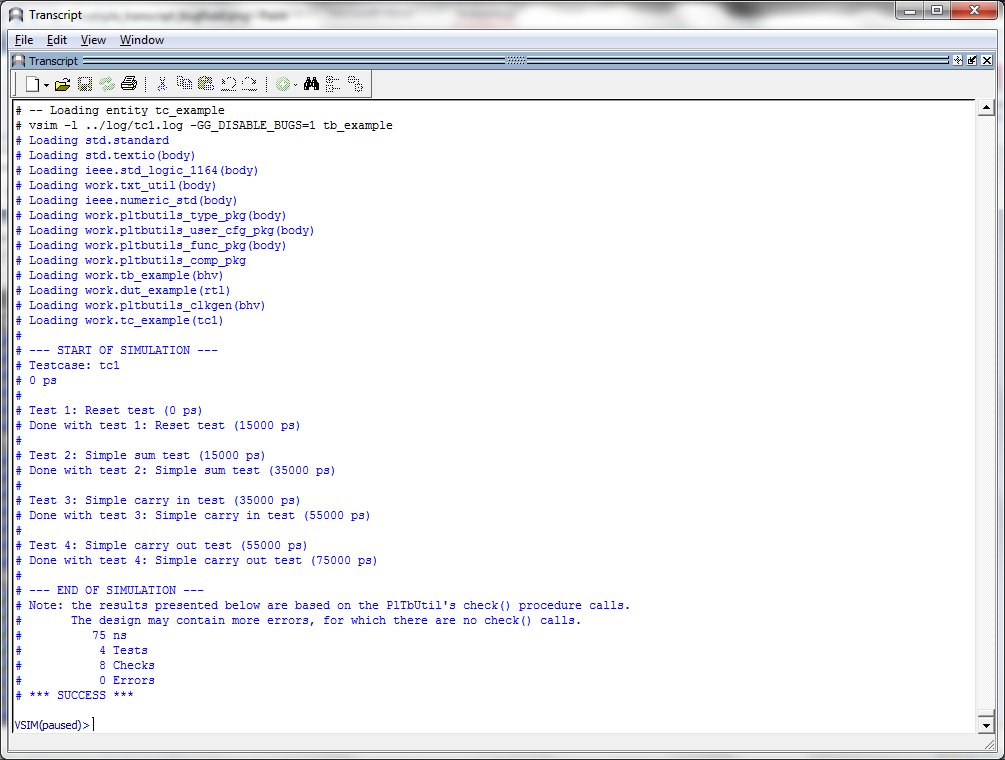 Transcript
File Edit View Window
Transcript
# -- Loading entity tc_example
# vsim -l ../log/tc1.log -GG_DISABLE_BUGS=1 tb_example
# Loading std.standard
# Loading std.textio(body)
# Loading ieee.std_logic_1164(body)
# Loading work.txt_util(body)
# Loading ieee.numeric_std(body)
# Loading work.pltbutils_type_pkg(body)
# Loading work.pltbutils_user_cfg_pkg(body)
# Loading work.pltbutils_func_pkg(body)
# Loading work.pltbutils_comp_pkg
# Loading work.tb_example(bhv)
# Loading work.dut_example(rtl)
# Loading work.pltbutils_clkgen(bhv)
# Loading work.tc_example(tc1)
#
# --- START OF SIMULATION ---
# Testcase: tc1
# 0 ps
#
# Test 1: Reset test (0 ps)
# Done with test 1: Reset test (15000 ps)
#
# Test 2: Simple sum test (15000 ps)
# Done with test 2: Simple sum test (35000 ps)
#
# Test 3: Simple carry in test (35000 ps)
# Done with test 3: Simple carry in test (55000 ps)
#
# Test 4: Simple carry out test (55000 ps)
# Done with test 4: Simple carry out test (75000 ps)
#
# --- END OF SIMULATION ---
# Note: the results presented below are based on the PlTbUtil's check() procedure calls.
#       The design may contain more errors, for which there are no check() calls.
#          75 ns
#           4 Tests
#           8 Checks
#           0 Errors
# *** SUCCESS ***
VSIM(paused)>